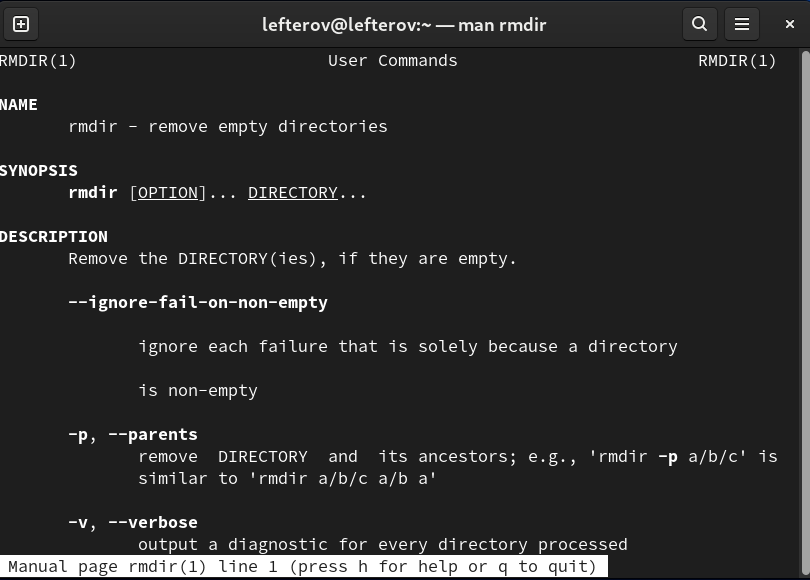 lefterov@lefterov:~ — man rmdir
RMDIR(1) User Commands RMDIR(1)
NAME
rmdir - remove empty directories
SYNOPSIS
rmdir [OPTION]... DIRECTORY...
DESCRIPTION
Remove the DIRECTORY(ies), if they are empty.
--ignore-fail-on-non-empty
ignore each failure that is solely because a directory
is non-empty
-p, --parents
remove DIRECTORY and its ancestors; e.g., 'rmdir -p a/b/c' is
similar to 'rmdir a/b/c a/b a'
-v, --verbose
output a diagnostic for every directory processed
Manual page rmdir(1) line 1 (press h for help or q to quit)